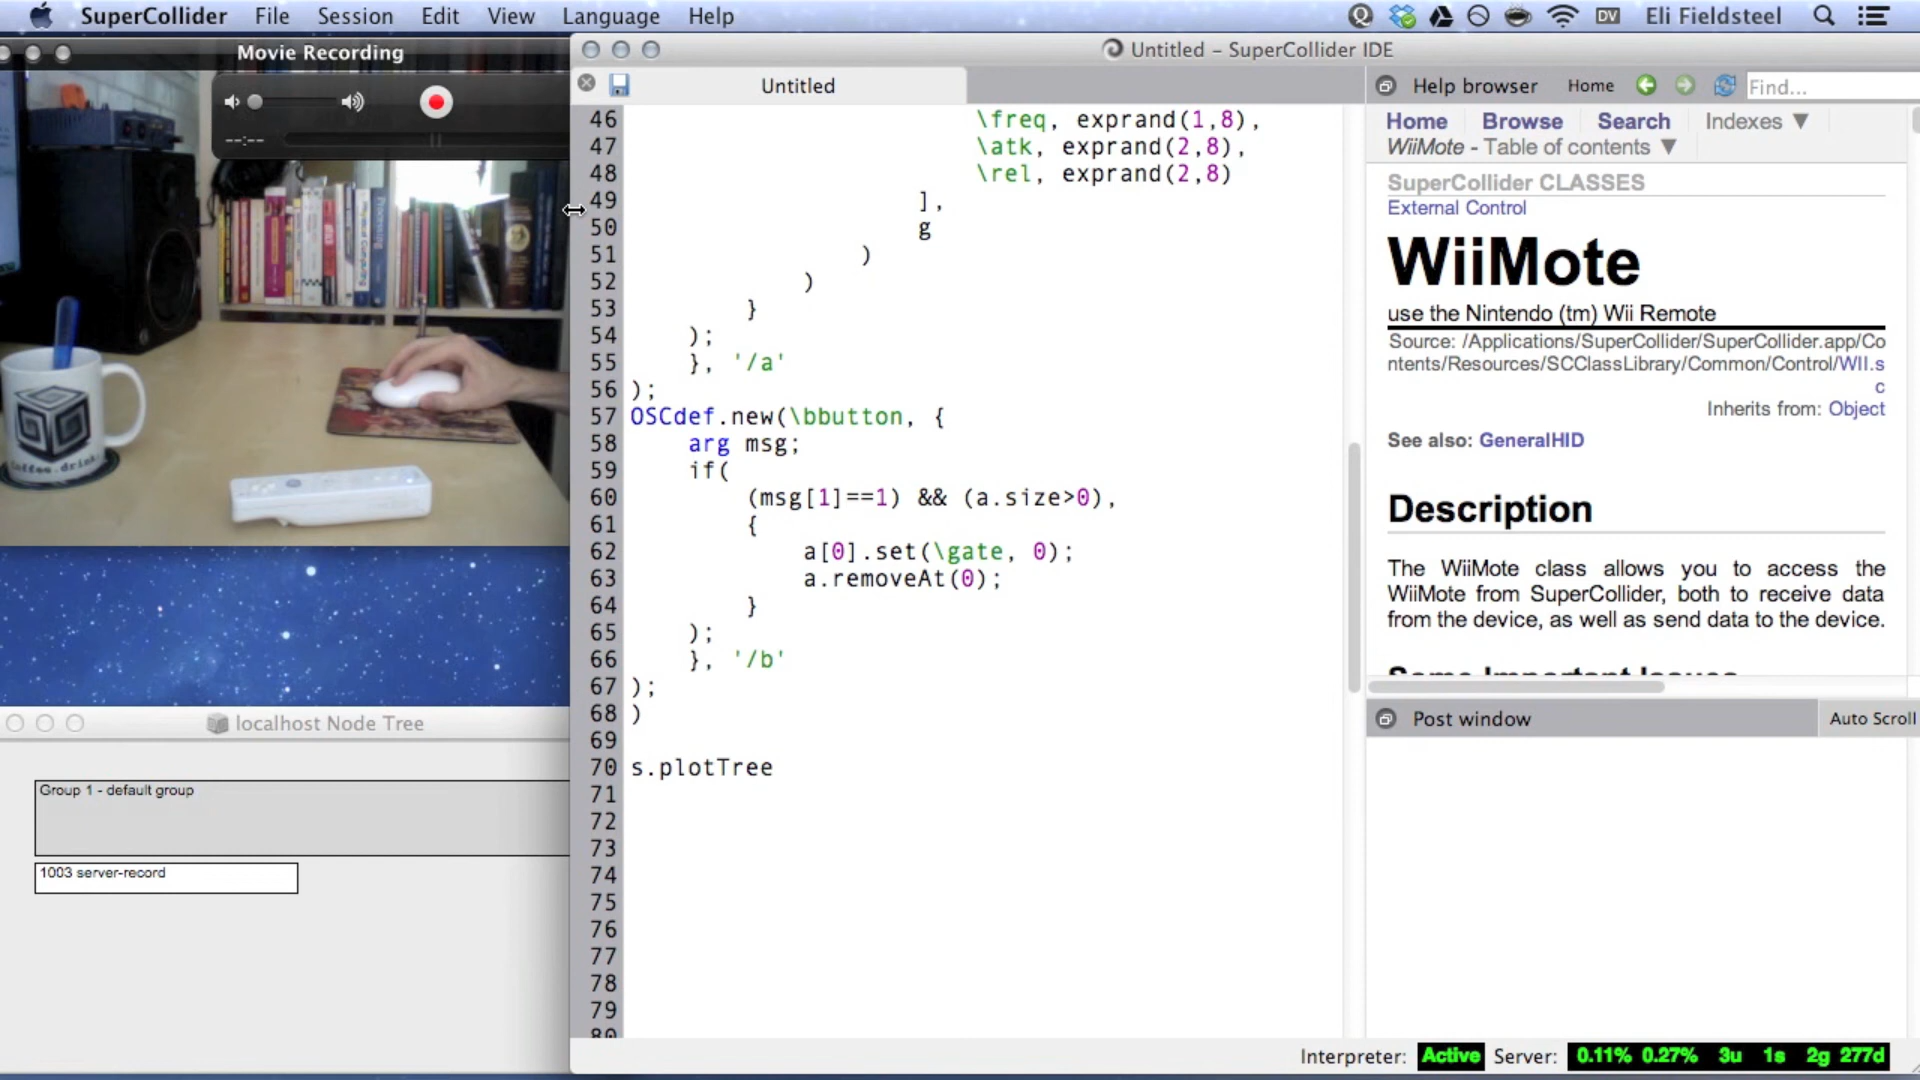 SuperCollider File Session Edit View Language Help
DV Eli Fieldsteel
Movie Recording
--:--
Untitled – SuperCollider IDE
Untitled
46 \freq, exprand(1,8),
47 \atk, exprand(2,8),
48 \rel, exprand(2,8)
49 ],
50 g
51 )
52 )
53 }
54 );
55 }, '/a'
56 );
57 OSCdef.new(\bbutton, {
58 arg msg;
59 if(
60 (msg[1]==1) && (a.size>0),
61 {
62 a[0].set(\gate, 0);
63 a.removeAt(0);
64 }
65 );
66 }, '/b'
67 );
68 )
69
70 s.plotTree
71
72
73
74
75
76
77
78
79
80
Help browser Home Find...
Home Browse Search Indexes ▼
WiiMote - Table of contents ▼
SuperCollider CLASSES
External Control
WiiMote
use the Nintendo (tm) Wii Remote
Source: /Applications/SuperCollider/SuperCollider.app/Co
ntents/Resources/SCClassLibrary/Common/Control/WII.s
c
Inherits from: Object
See also: GeneralHID
Description
The WiiMote class allows you to access the
WiiMote from SuperCollider, both to receive data
from the device, as well as send data to the device.
Some Important Issues
Post window Auto Scroll
localhost Node Tree
Group 1 - default group
1003 server-record
Interpreter: Active Server: 0.11% 0.27% 3u 1s 2g 277d